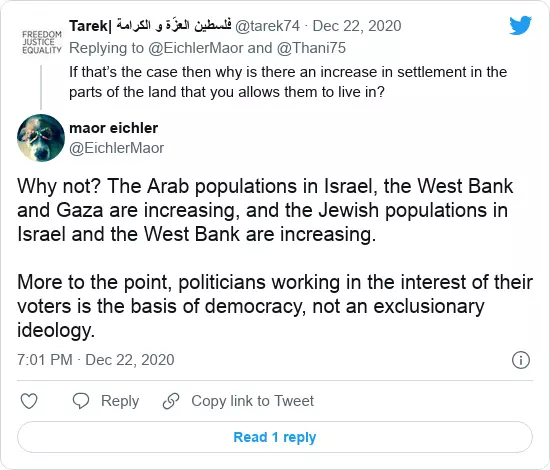 FREEDOM
JUSTICE
EQUALITY
Tarek| فلسطين العزّة و الكرامة @tarek74 · Dec 22, 2020
Replying to @EichlerMaor and @Thani75
If that’s the case then why is there an increase in settlement in the
parts of the land that you allows them to live in?
maor eichler
@EichlerMaor
Why not? The Arab populations in Israel, the West Bank
and Gaza are increasing, and the Jewish populations in
Israel and the West Bank are increasing.
More to the point, politicians working in the interest of their
voters is the basis of democracy, not an exclusionary
ideology.
7:01 PM · Dec 22, 2020
Reply
Copy link to Tweet
Read 1 reply